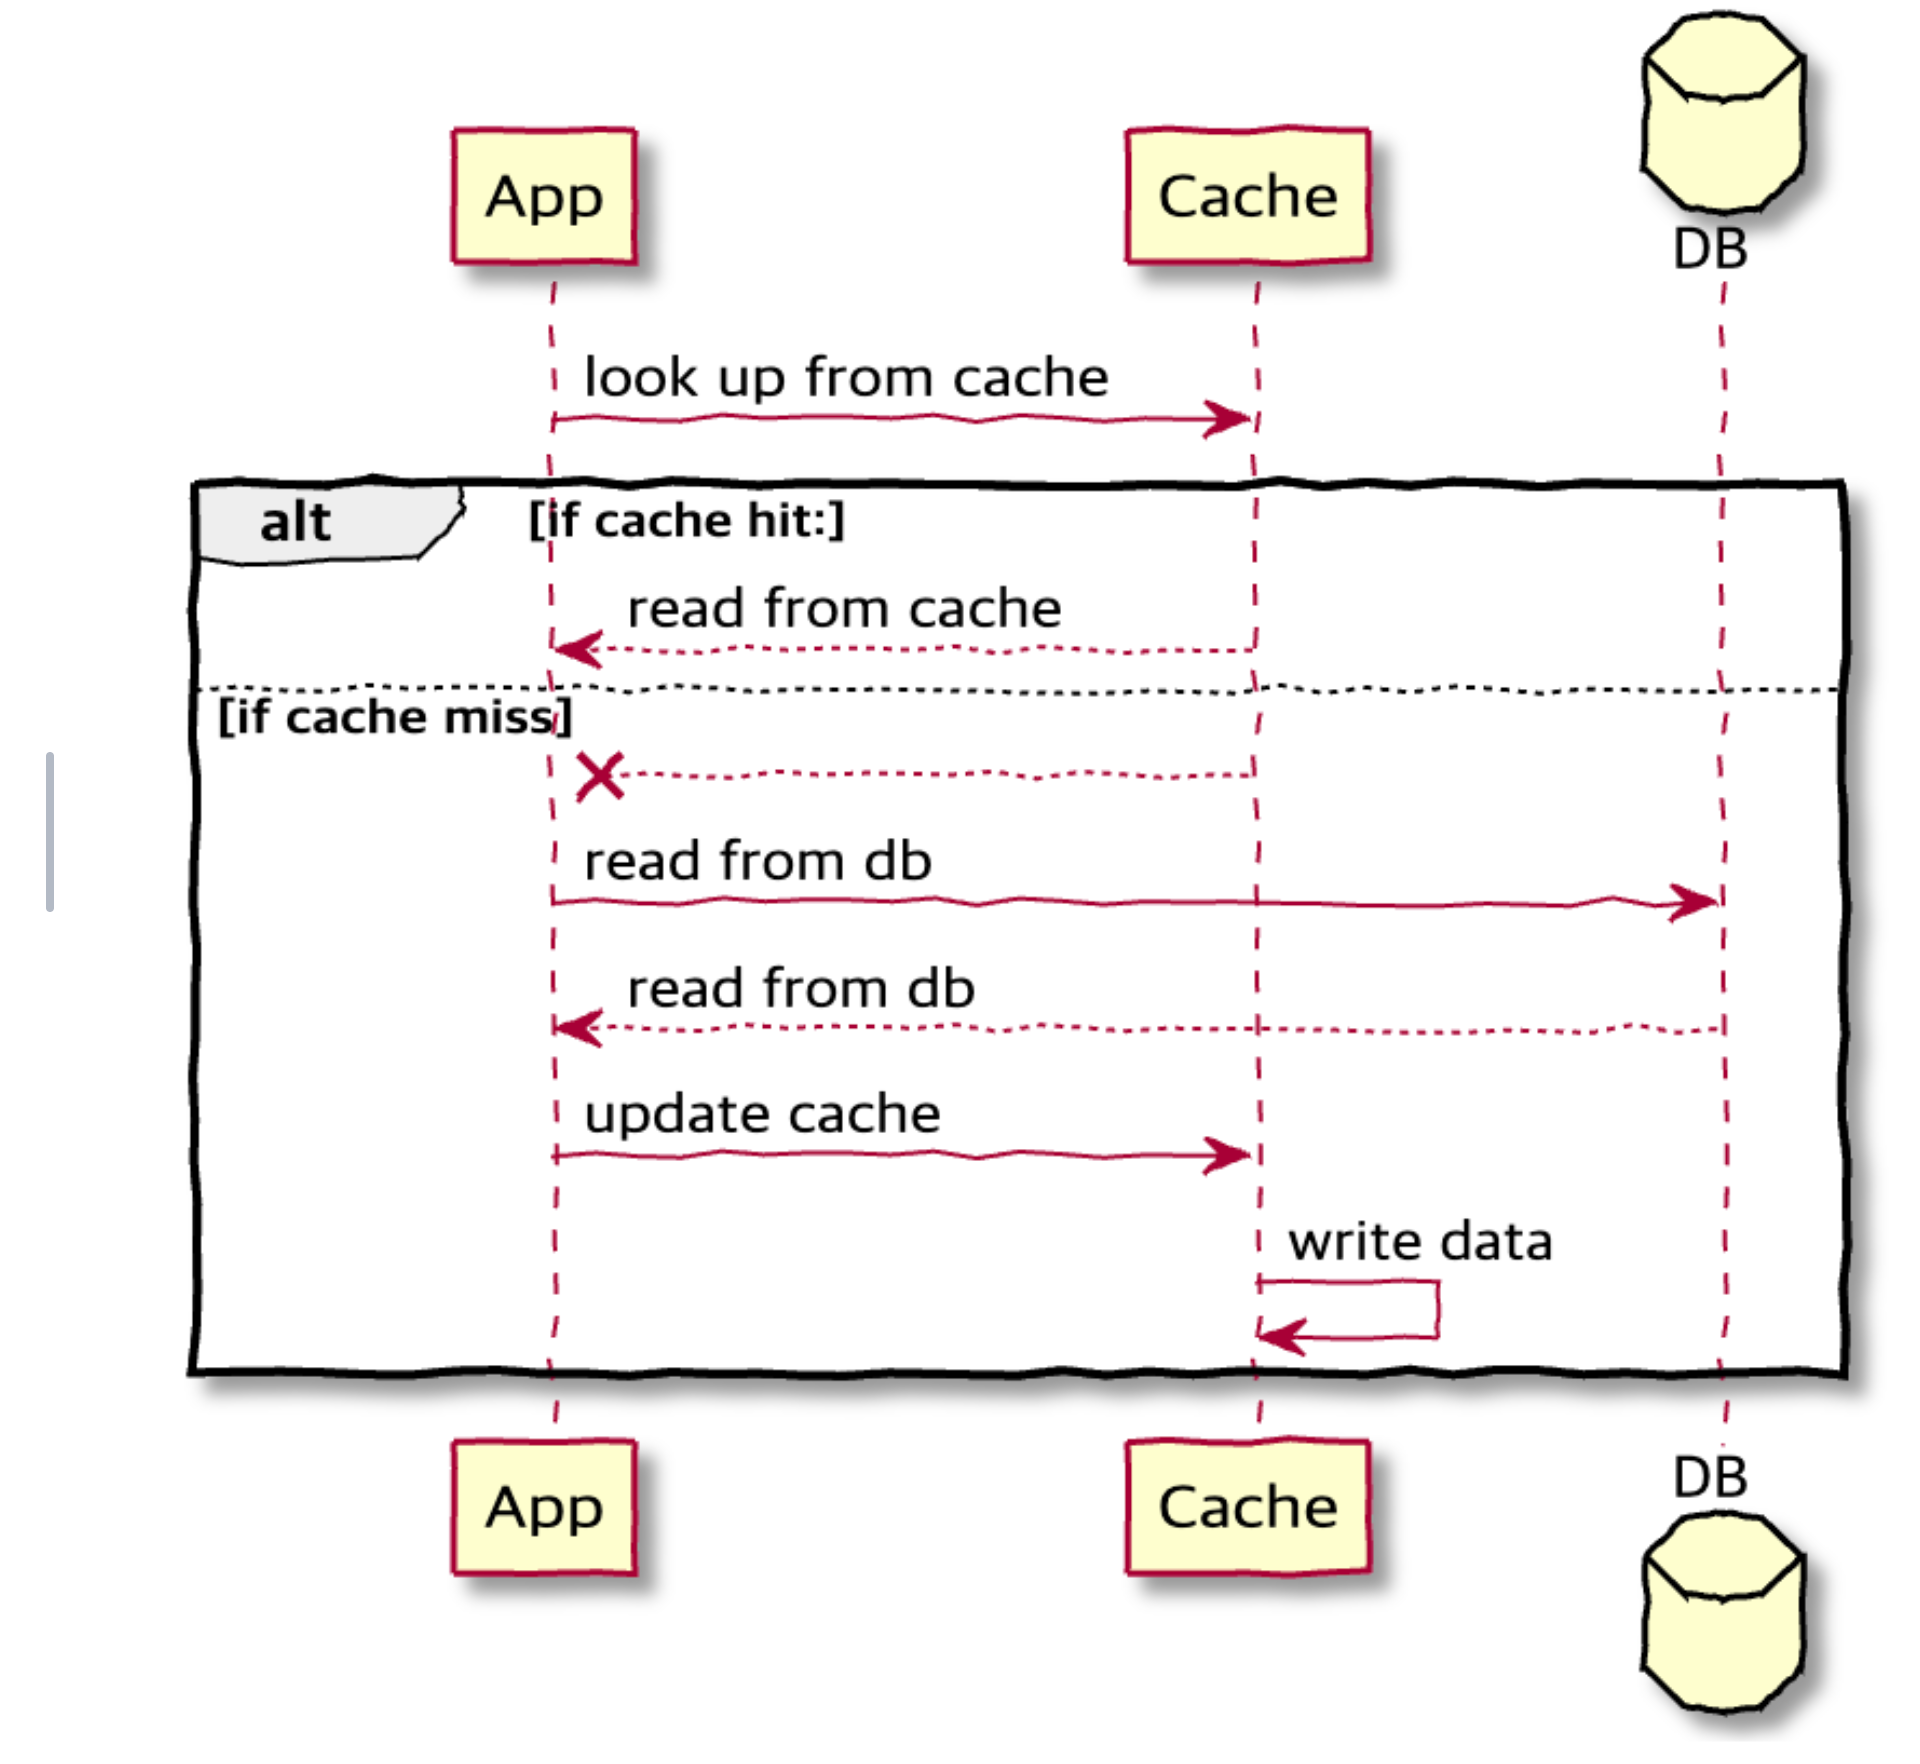 App
Cache
DB
look up from cache
alt
[if cache hit:]
read from cache
[if cache miss]
read from db
read from db
update cache
write data
App
Cache
DB